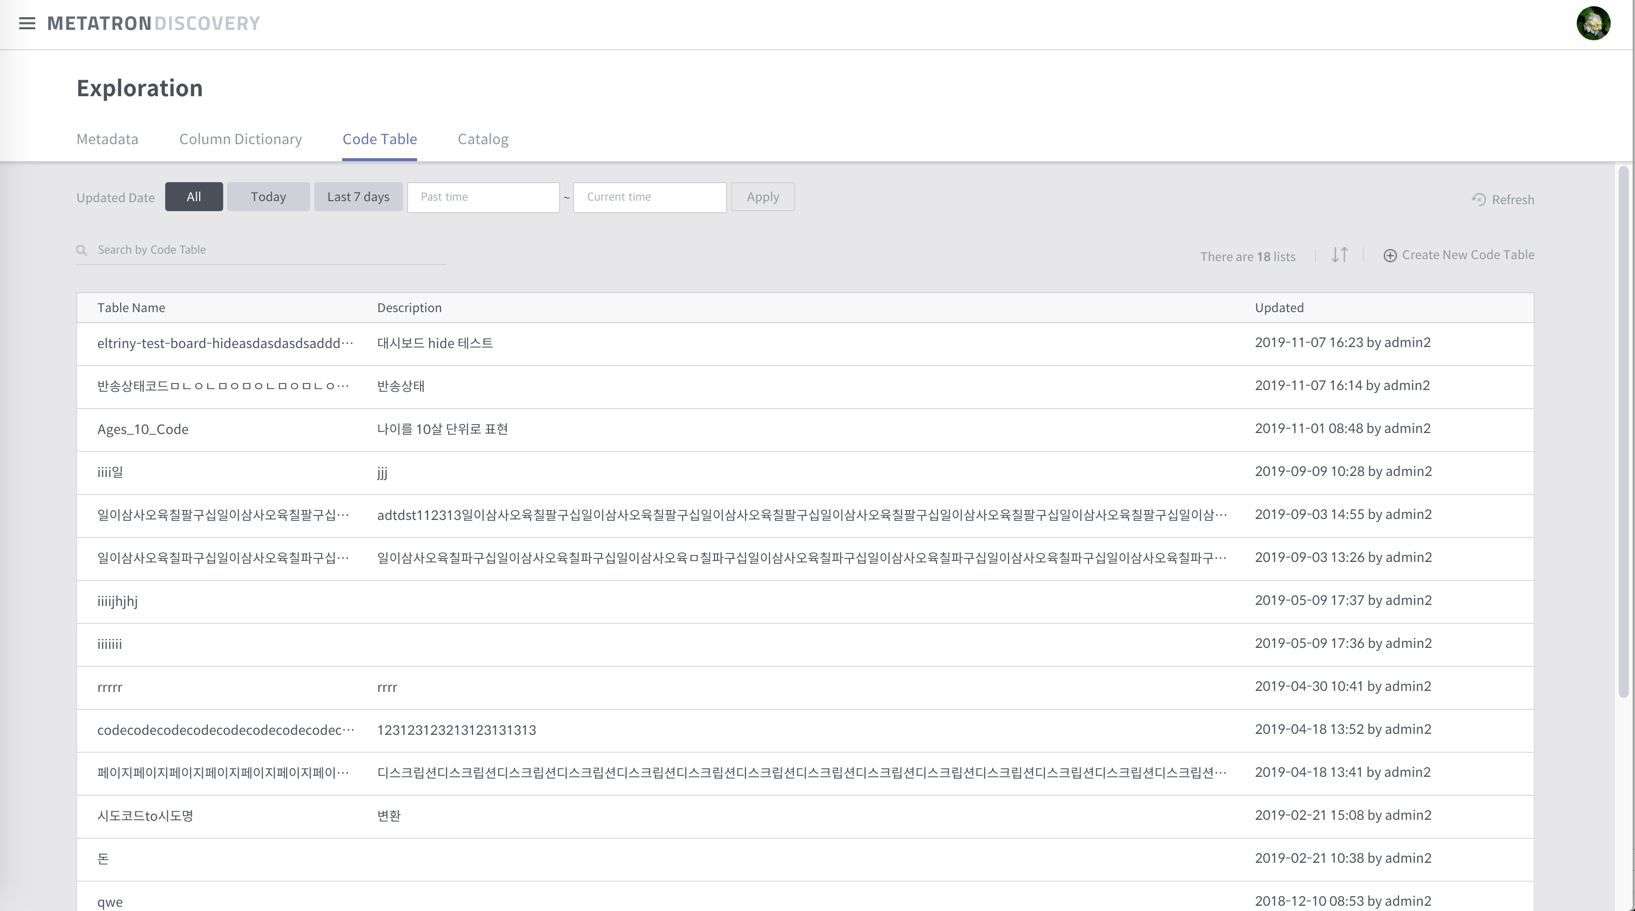 METATRON DISCOVERY
Exploration
Metadata Column Dictionary Code Table Catalog
Updated Date All Today Last 7 days Past time ~ Current time Apply Refresh
Search by Code Table There are 18 lists Create New Code Table
Table Name Description Updated
eltriny-test-board-hideasdasdasdsaddd··· 대시보드 hide 테스트 2019-11-07 16:23 by admin2
반송상태코드ㅁㄴㅇㄴㅁㅇㅁㅇㄴㅁㅇㅁㄴㅇ··· 반송상태 2019-11-07 16:14 by admin2
Ages_10_Code 나이를 10살 단위로 표현 2019-11-01 08:48 by admin2
iiii일 jjj 2019-09-09 10:28 by admin2
일이삼사오육칠팔구십일이삼사오육칠팔구십··· adtdst112313일이삼사오육칠팔구십일이삼사오육칠팔구십일이삼사오육칠팔구십일이삼사오육칠팔구십일이삼사오육칠팔구십일이삼사오육칠팔구십일이삼··· 2019-09-03 14:55 by admin2
일이삼사오육칠파구십일이삼사오육칠파구십··· 일이삼사오육칠파구십일이삼사오육칠파구십일이삼사오육ㅁ칠파구십일이삼사오육칠파구십일이삼사오육칠파구십일이삼사오육칠파구십일이삼사오육칠파구··· 2019-09-03 13:26 by admin2
iiiijhjhj 2019-05-09 17:37 by admin2
iiiiiii 2019-05-09 17:36 by admin2
rrrrr rrrr 2019-04-30 10:41 by admin2
codecodecodecodecodecodecodecodec··· 123123123213123131313 2019-04-18 13:52 by admin2
페이지페이지페이지페이지페이지페이지페이··· 디스크립션디스크립션디스크립션디스크립션디스크립션디스크립션디스크립션디스크립션디스크립션디스크립션디스크립션디스크립션디스크립션디스크립션··· 2019-04-18 13:41 by admin2
시도코드to시도명 변환 2019-02-21 15:08 by admin2
돈 2019-02-21 10:38 by admin2
qwe 2018-12-10 08:53 by admin2